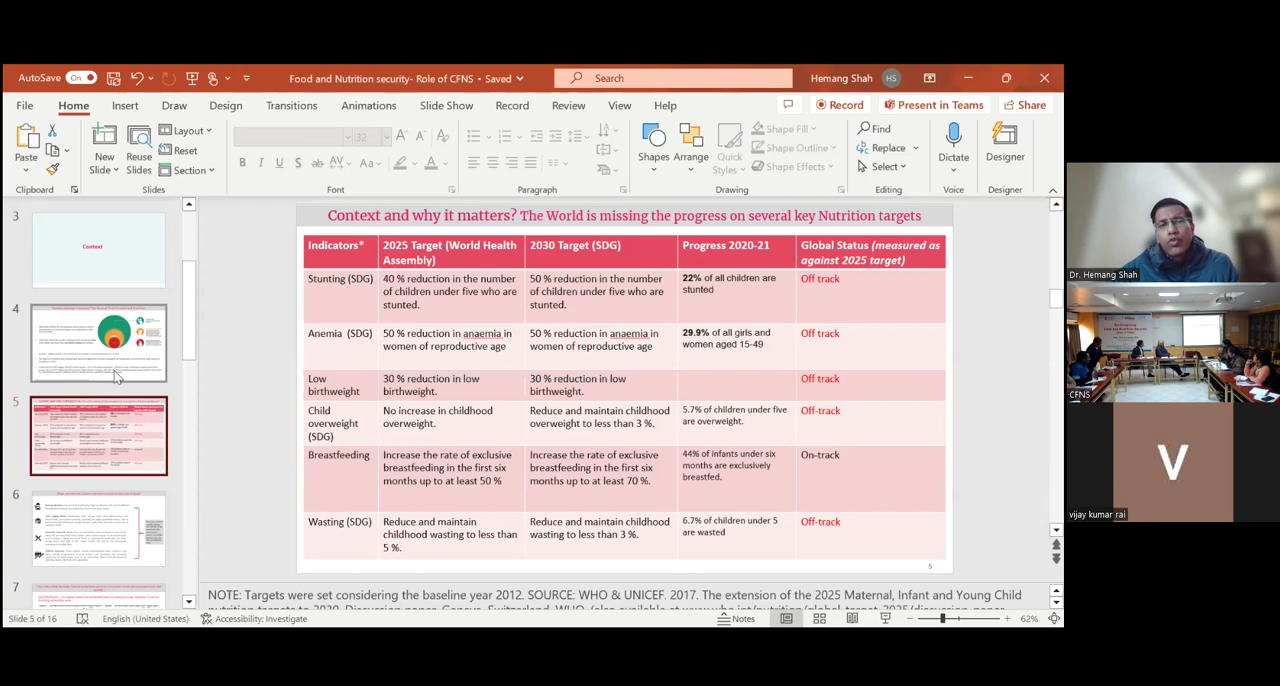 AutoSave On
Food and Nutrition security- Role of CFNS • Saved
Search
Hemang Shah HS
File Home Insert Draw Design Transitions Animations Slide Show Record Review View Help
Record Present in Teams Share
Paste
New Slide
Reuse Slides
Layout
Reset
Section
32
B I U S ab AV Aa A
Shapes Arrange Quick Styles
Shape Fill
Shape Outline
Shape Effects
Find
Replace
Select
Dictate
Designer
Clipboard Slides Font Paragraph Drawing Editing Voice Designer
3
Context
4
5
6
7
Context and why it matters? The World is missing the progress on several key Nutrition targets
Indicators*
2025 Target (World Health
Assembly)
2030 Target (SDG)
Progress 2020-21
Global Status (measured as
against 2025 target)
Stunting (SDG)
40 % reduction in the number
of children under five who are
stunted.
50 % reduction in the number
of children under five who are
stunted.
22% of all children are
stunted
Off track
Anemia (SDG)
50 % reduction in anaemia in
women of reproductive age
50 % reduction in anaemia in
women of reproductive age
29.9% of all girls and
women aged 15-49
Off track
Low
birthweight
30 % reduction in low
birthweight.
30 % reduction in low
birthweight.
Off track
Child
overweight
(SDG)
No increase in childhood
overweight.
Reduce and maintain childhood
overweight to less than 3 %.
5.7% of children under five
are overweight.
Off-track
Breastfeeding
Increase the rate of exclusive
breastfeeding in the first six
months up to at least 50 %
Increase the rate of exclusive
breastfeeding in the first six
months up to at least 70 %.
44% of infants under six
months are exclusively
breastfed.
On-track
Wasting (SDG)
Reduce and maintain
childhood wasting to less than
5 %.
Reduce and maintain childhood
wasting to less than 3 %.
6.7% of children under 5
are wasted
Off-track
5
NOTE: Targets were set considering the baseline year 2012. SOURCE: WHO & UNICEF. 2017. The extension of the 2025 Maternal, Infant and Young Child
Slide 5 of 16 English (United States) Accessibility: Investigate Notes 62%
Dr. Hemang Shah
CFNS
V
vijay kumar rai